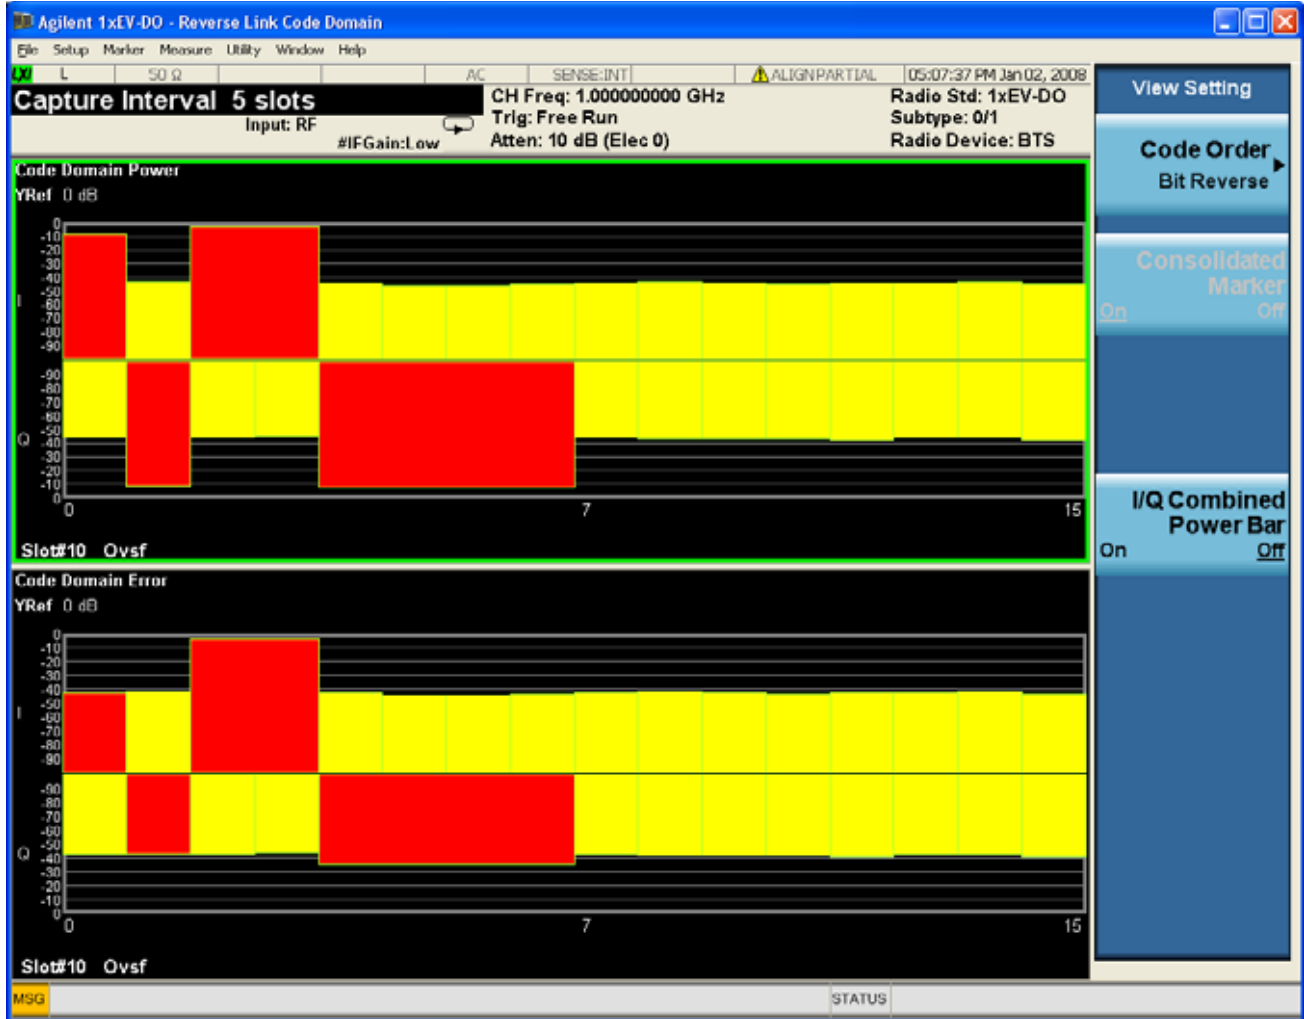 Agilent 1xEV-DO - Reverse Link Code Domain
File Setup Marker Measure Utility Window Help
LXI L 50 Ω AC SENSE:INT ALIGNPARTIAL 05:07:37 PM Jan 02, 2008
Capture Interval 5 slots
Input: RF
#IFGain:Low
CH Freq: 1.000000000 GHz
Trig: Free Run
Atten: 10 dB (Elec 0)
Radio Std: 1xEV-DO
Subtype: 0/1
Radio Device: BTS
Code Domain Power
YRef 0 dB
0
-10
-20
-30
-40
-50
-60
-70
-80
-90
I
-90
-80
-70
-60
-50
-40
-30
-20
-10
0
Q
0 7 15
Slot#10 Ovsf
Code Domain Error
YRef 0 dB
0
-10
-20
-30
-40
-50
-60
-70
-80
-90
I
-90
-80
-70
-60
-50
-40
-30
-20
-10
0
Q
0 7 15
Slot#10 Ovsf
View Setting
Code Order
Bit Reverse
Consolidated
Marker
On Off
I/Q Combined
Power Bar
On Off
MSG STATUS